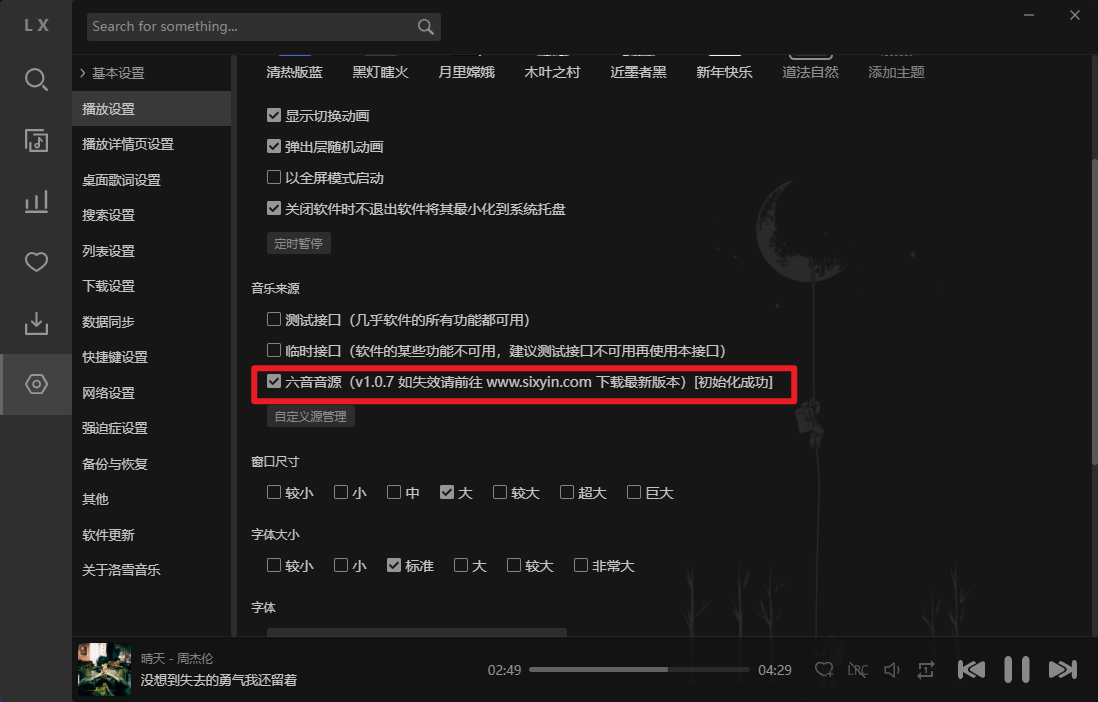 LX
Search for something...
基本设置
播放设置
播放详情页设置
桌面歌词设置
搜索设置
列表设置
下载设置
数据同步
快捷键设置
网络设置
强迫症设置
备份与恢复
其他
软件更新
关于洛雪音乐
清热版蓝 黑灯瞎火 月里嫦娥 木叶之村 近墨者黑 新年快乐 道法自然 添加主题
显示切换动画
弹出层随机动画
以全屏模式启动
关闭软件时不退出软件将其最小化到系统托盘
定时暂停
音乐来源
测试接口（几乎软件的所有功能都可用）
临时接口（软件的某些功能不可用，建议测试接口不可用再使用本接口）
六音音源（v1.0.7 如失效请前往 www.sixyin.com 下载最新版本）[初始化成功]
自定义源管理
窗口尺寸
较小 小 中 大 较大 超大 巨大
字体大小
较小 小 标准 大 较大 非常大
字体
晴天 - 周杰伦
没想到失去的勇气我还留着
02:49 04:29
LRC